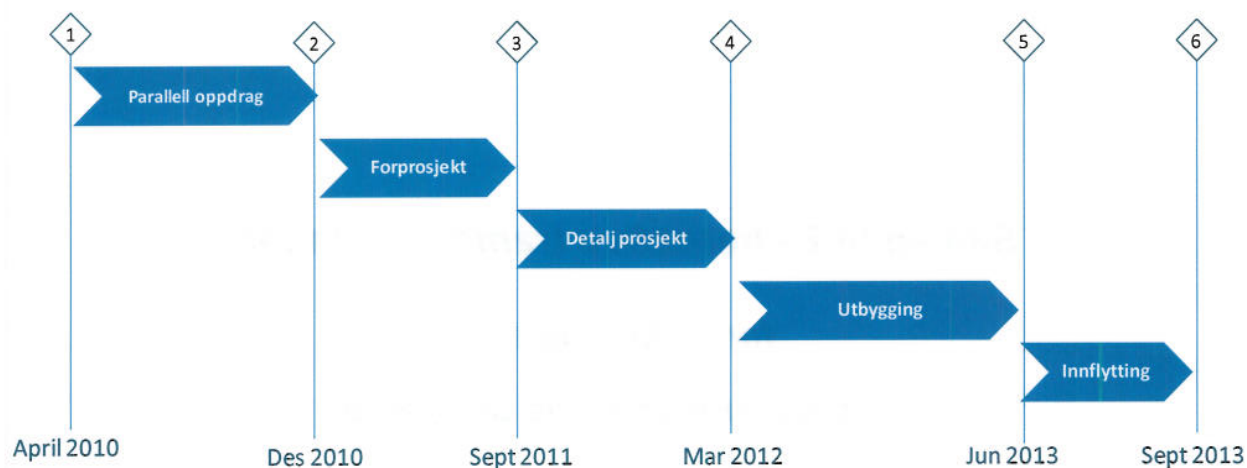 1
2
3
4
5
6
Parallell oppdrag
Forprosjekt
Detalj prosjekt
Utbygging
Innflytting
April 2010
Des 2010
Sept 2011
Mar 2012
Jun 2013
Sept 2013